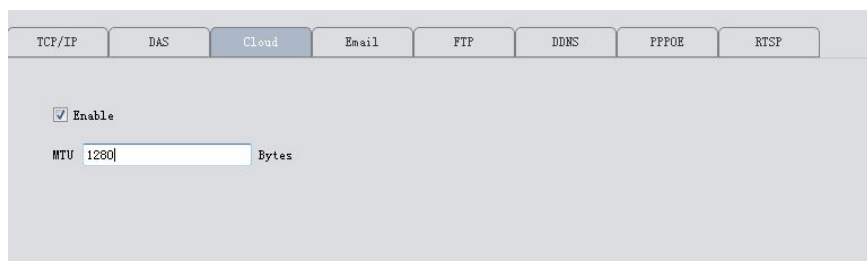 TCP/IP DAS Cloud Email FTP DDNS PPPOE RTSP
Enable
MTU 1280 Bytes